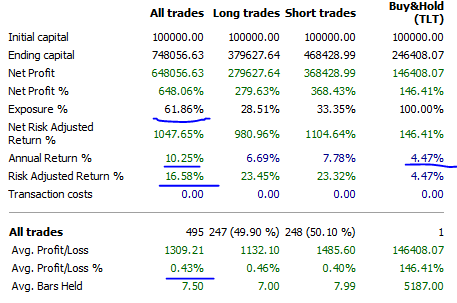 All trades Long trades Short trades Buy&Hold (TLT)
Initial capital 100000.00 100000.00 100000.00 100000.00
Ending capital 748056.63 379627.64 468428.99 246408.07
Net Profit 648056.63 279627.64 368428.99 146408.07
Net Profit % 648.06% 279.63% 368.43% 146.41%
Exposure % 61.86% 28.51% 33.35% 100.00%
Net Risk Adjusted Return % 1047.65% 980.96% 1104.64% 146.41%
Annual Return % 10.25% 6.69% 7.78% 4.47%
Risk Adjusted Return % 16.58% 23.45% 23.32% 4.47%
Transaction costs 0.00 0.00 0.00 0.00
All trades 495 247 (49.90 %) 248 (50.10 %) 1
Avg. Profit/Loss 1309.21 1132.10 1485.60 146408.07
Avg. Profit/Loss % 0.43% 0.46% 0.40% 146.41%
Avg. Bars Held 7.50 7.00 7.99 5187.00